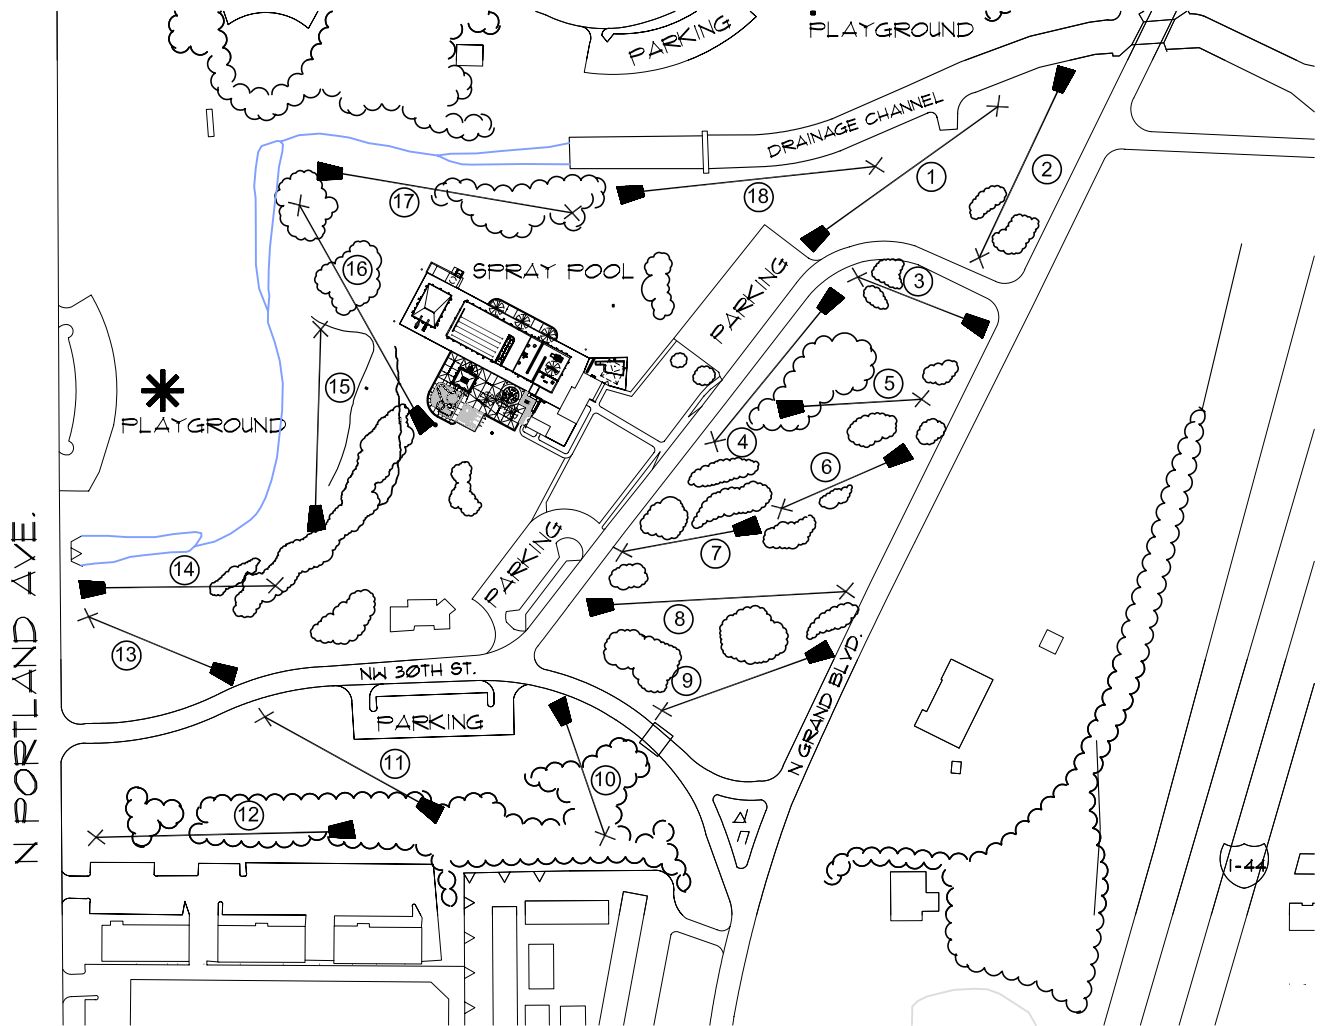 PARKING
PLAYGROUND
DRAINAGE CHANNEL
1
2
17
18
16
SPRAY POOL
3
PARKING
15
5
PLAYGROUND
4
6
N PORTLAND AVE.
PARKING
7
14
8
13
NW 30TH ST.
9
N GRAND BLVD.
PARKING
11
10
12
I-44